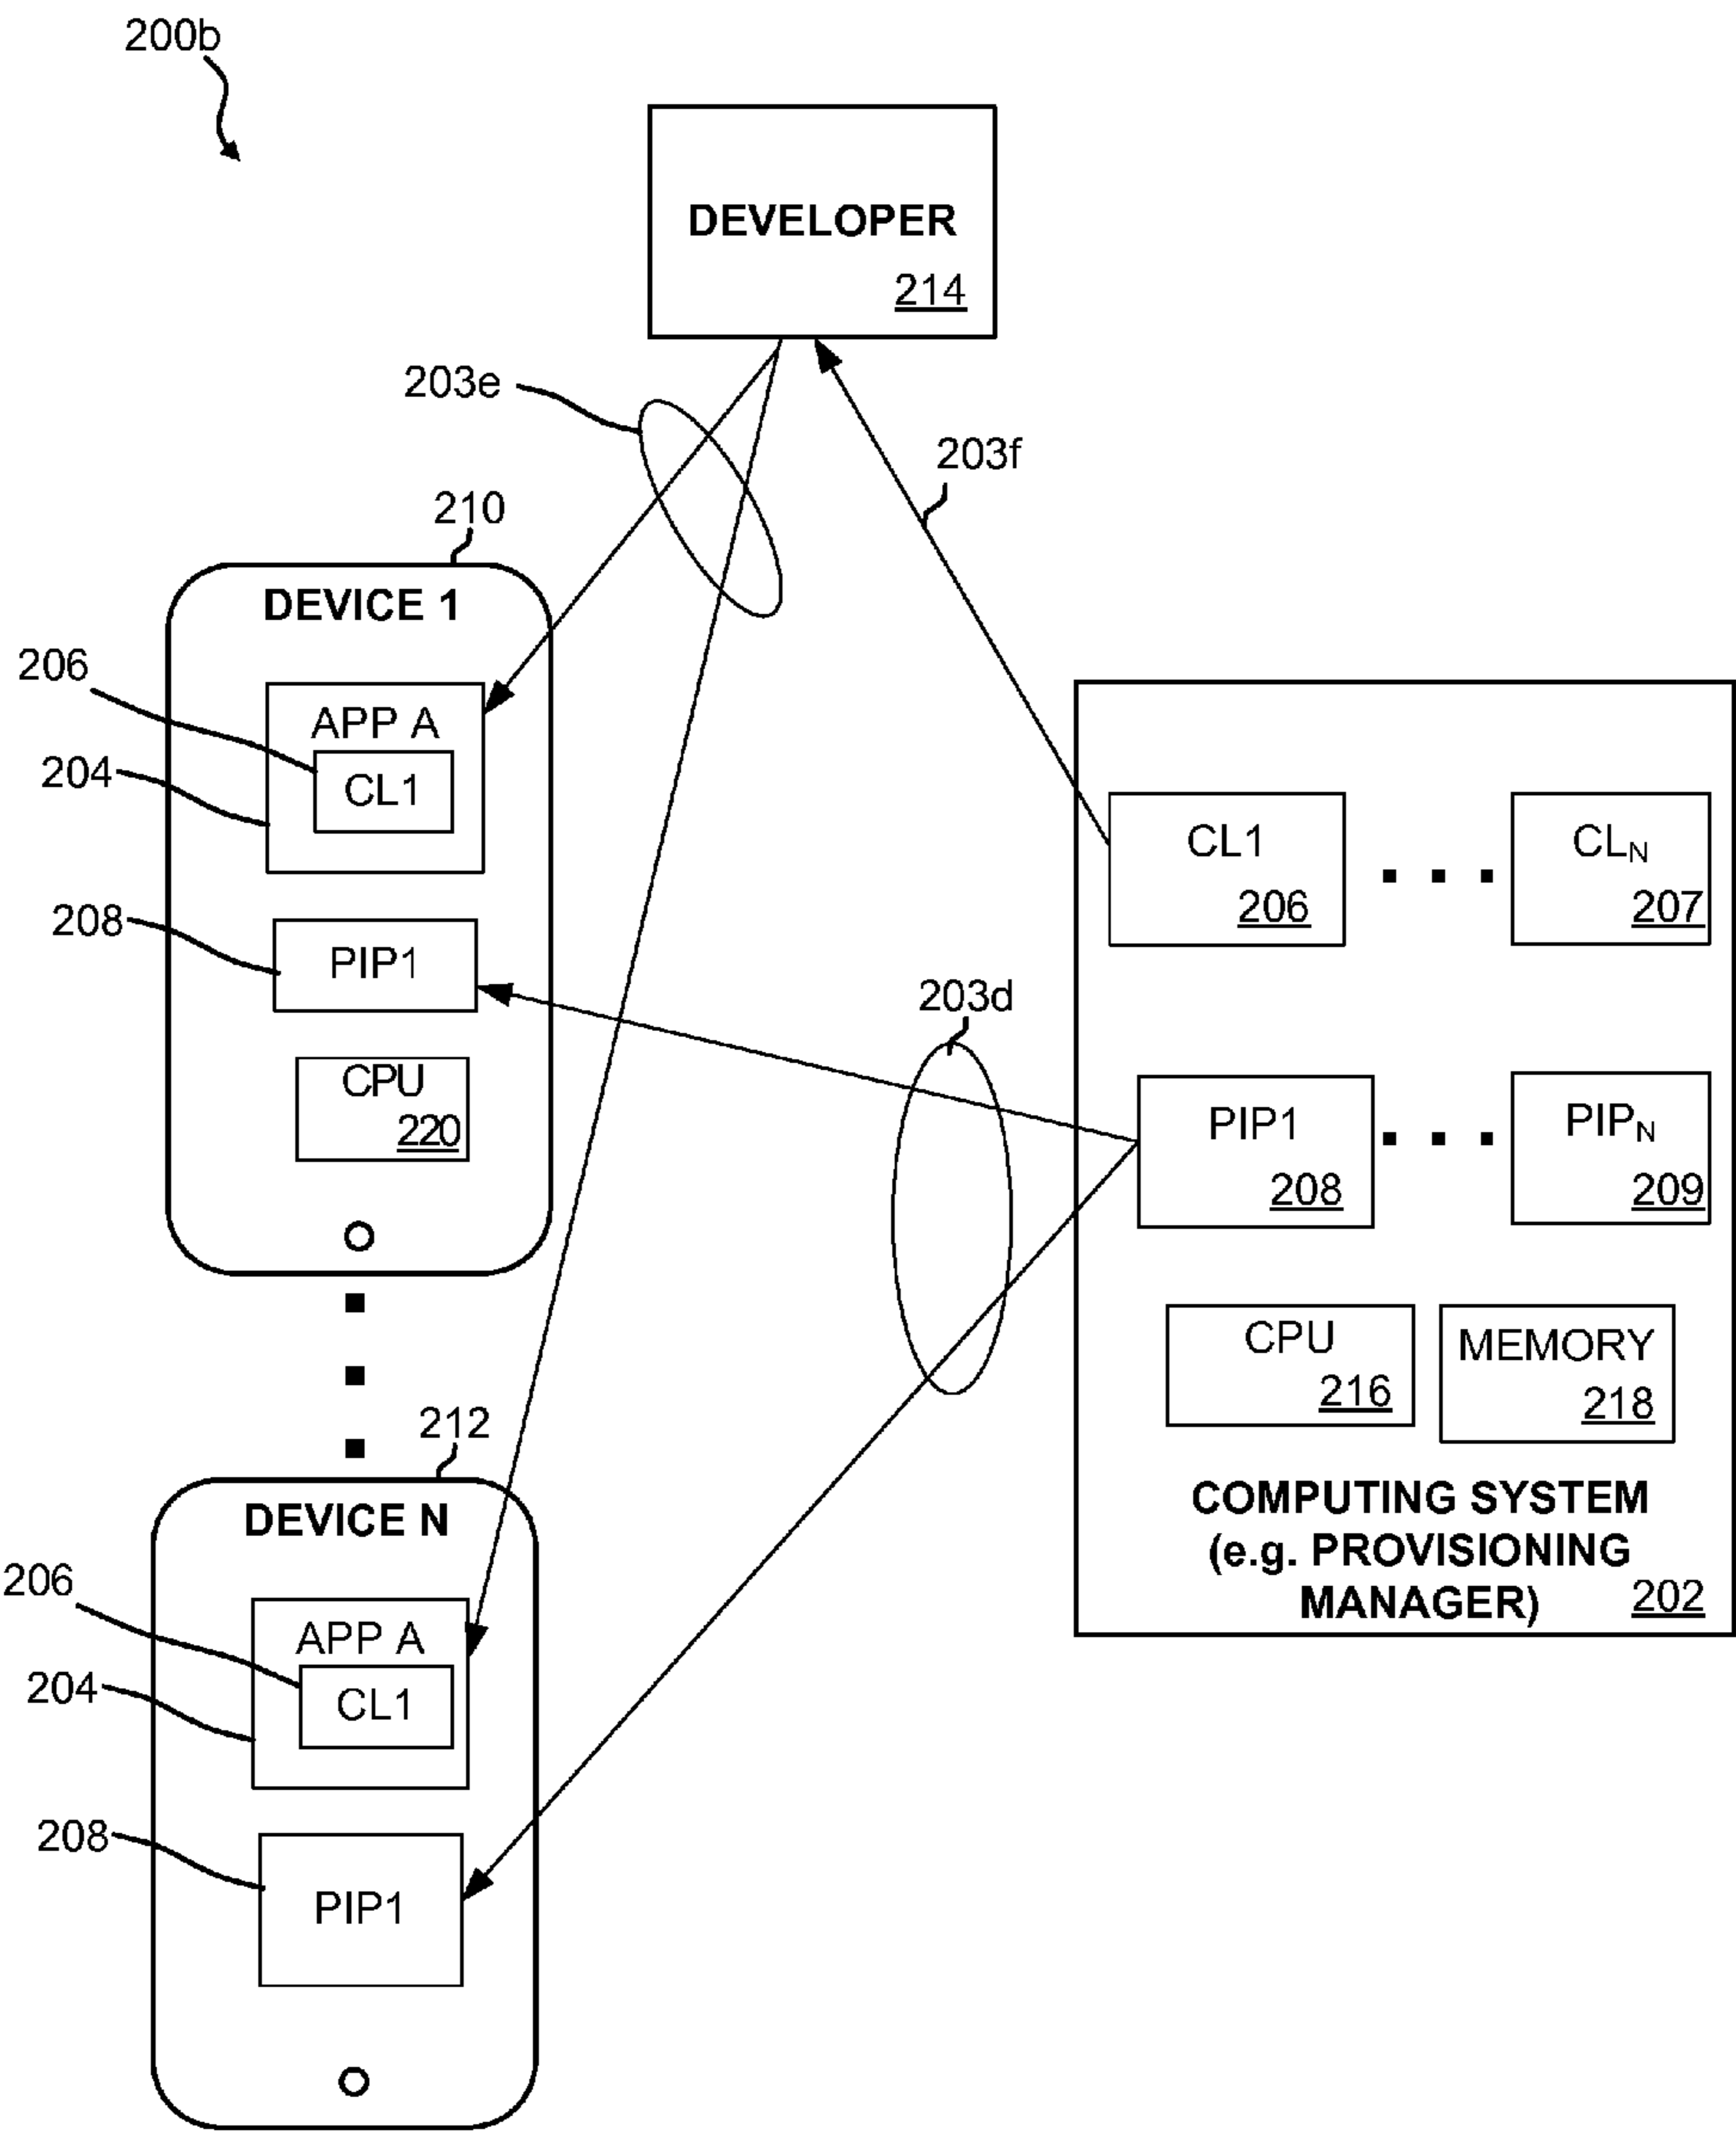 200b
DEVELOPER
214
203e
203f
210
DEVICE 1
206
APP A
204
CL1
208
PIP1
CPU
220
CL1
206
CLN
207
203d
PIP1
208
PIPN
209
CPU
216
MEMORY
218
COMPUTING SYSTEM
(e.g. PROVISIONING
MANAGER)
202
212
DEVICE N
206
APP A
204
CL1
208
PIP1